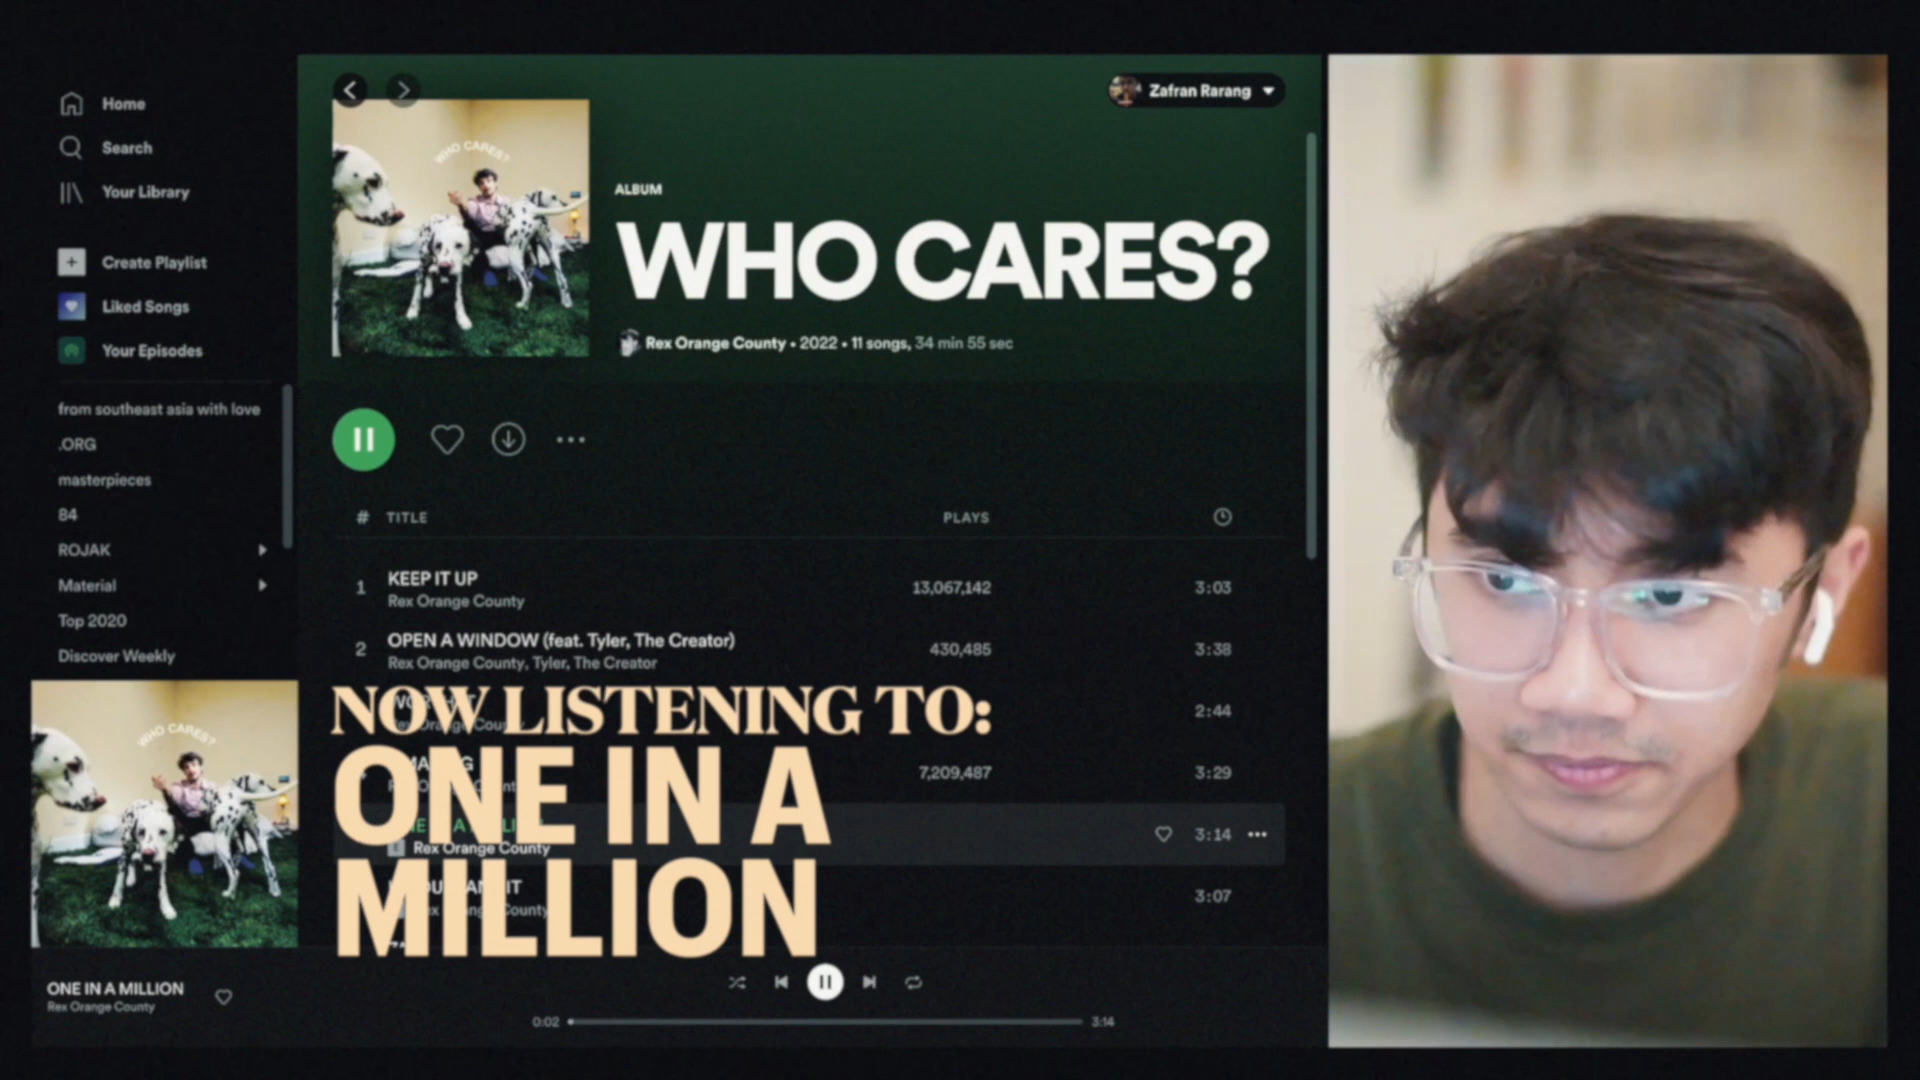 Home
Search
Your Library
Create Playlist
Liked Songs
Your Episodes
from southeast asia with love
.ORG
masterpieces
84
ROJAK
Material
Top 2020
Discover Weekly
WHO CARES?
Zafran Rarang
ALBUM
WHO CARES?
Rex Orange County • 2022 • 11 songs, 34 min 55 sec
# TITLE PLAYS
1 KEEP IT UP 13,067,142 3:03
Rex Orange County
2 OPEN A WINDOW (feat. Tyler, The Creator) 430,485 3:38
Rex Orange County, Tyler, The Creator
2:44
NOW LISTENING TO:
7,209,487 3:29
ONE IN A
3:14
Rex Orange County
MILLION
3:07
WHO CARES?
ONE IN A MILLION
Rex Orange County
0:02 3:14